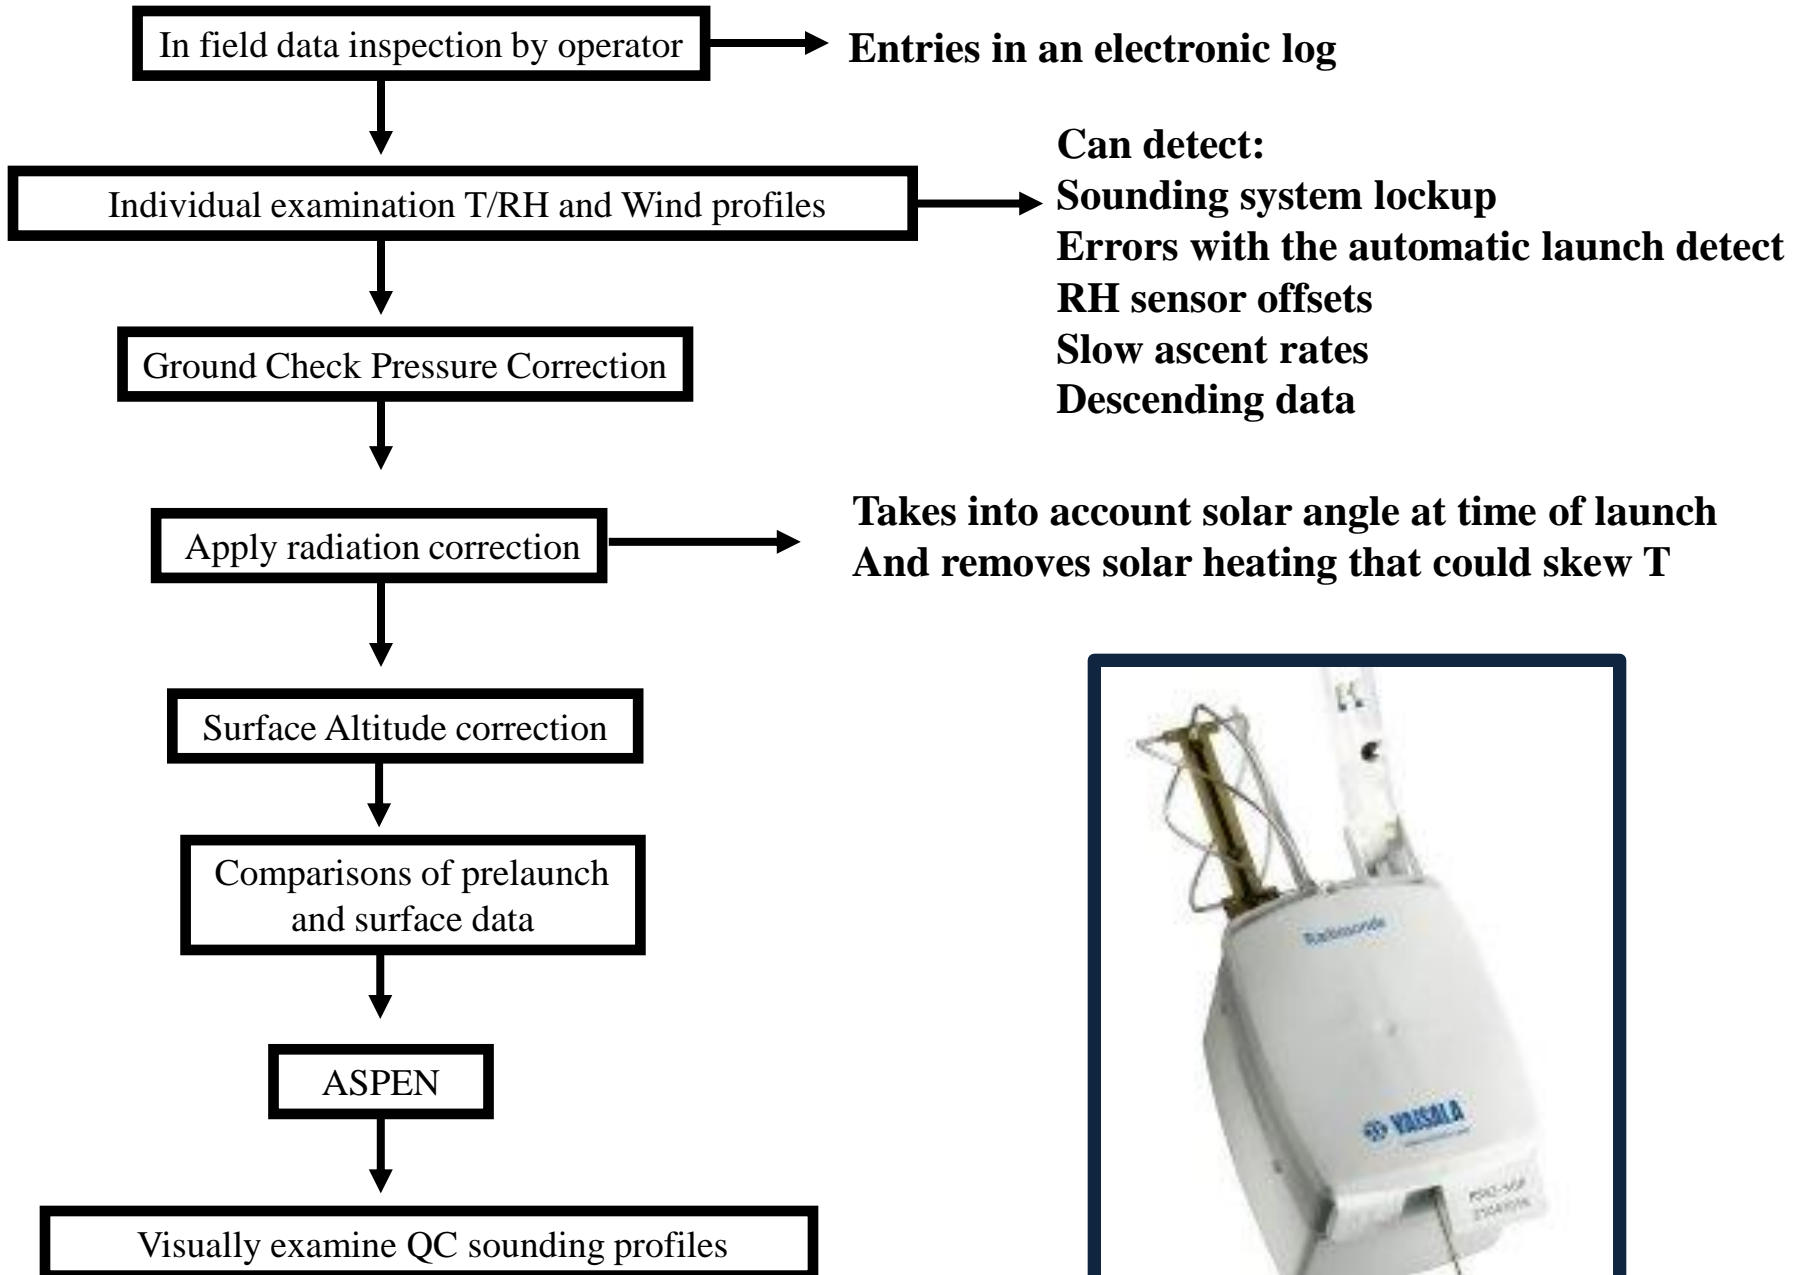 In field data inspection by operator
Entries in an electronic log
Individual examination T/RH and Wind profiles
Can detect:
Sounding system lockup
Errors with the automatic launch detect
RH sensor offsets
Slow ascent rates
Descending data
Ground Check Pressure Correction
Apply radiation correction
Takes into account solar angle at time of launch
And removes solar heating that could skew T
Surface Altitude correction
Comparisons of prelaunch
and surface data
ASPEN
Visually examine QC sounding profiles
Radiosonde
VAISALA